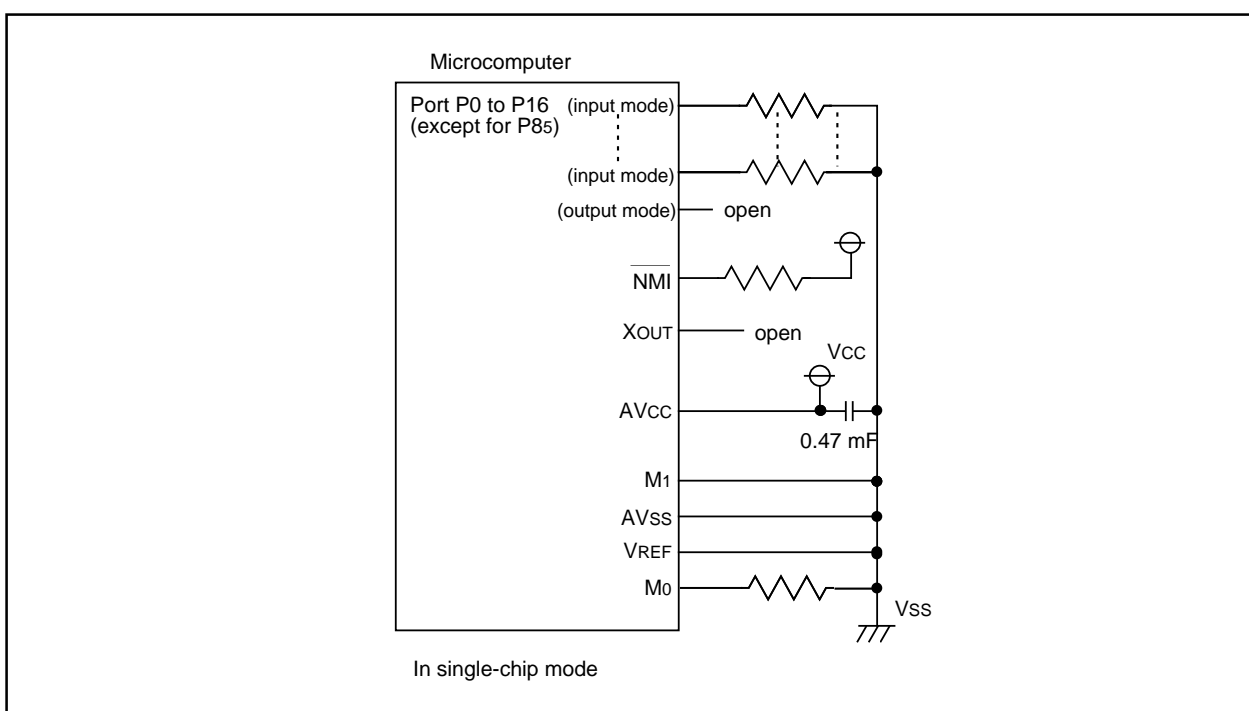 Microcomputer
Port P0 to P16 (input mode)
(except for P85)
(input mode)
(output mode) open
NMI
XOUT open
VCC
AVCC
0.47 mF
M1
AVSS
VREF
M0
VSS
In single-chip mode